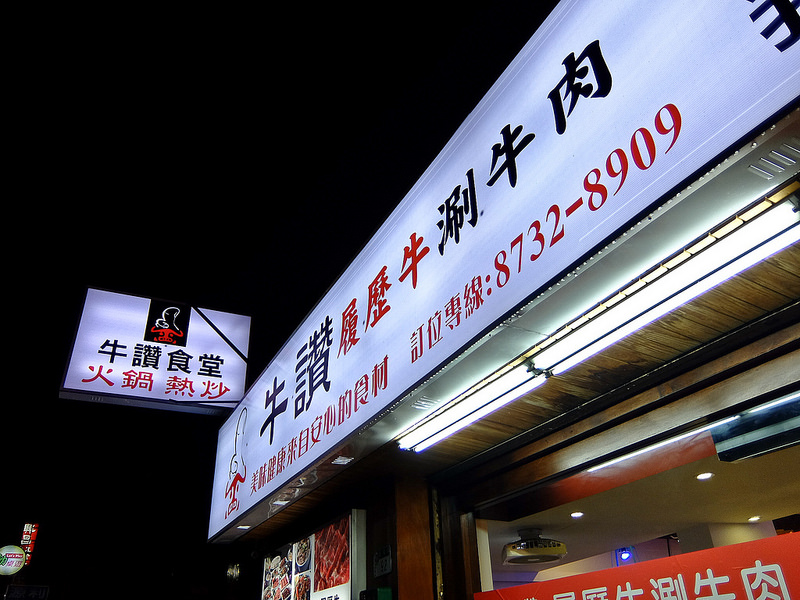 牛讚食堂
火鍋 熱炒
牛讚 履歷牛 涮牛肉
美味健康來自安心的食材 訂位專線:8732-8909
履歷牛涮牛肉